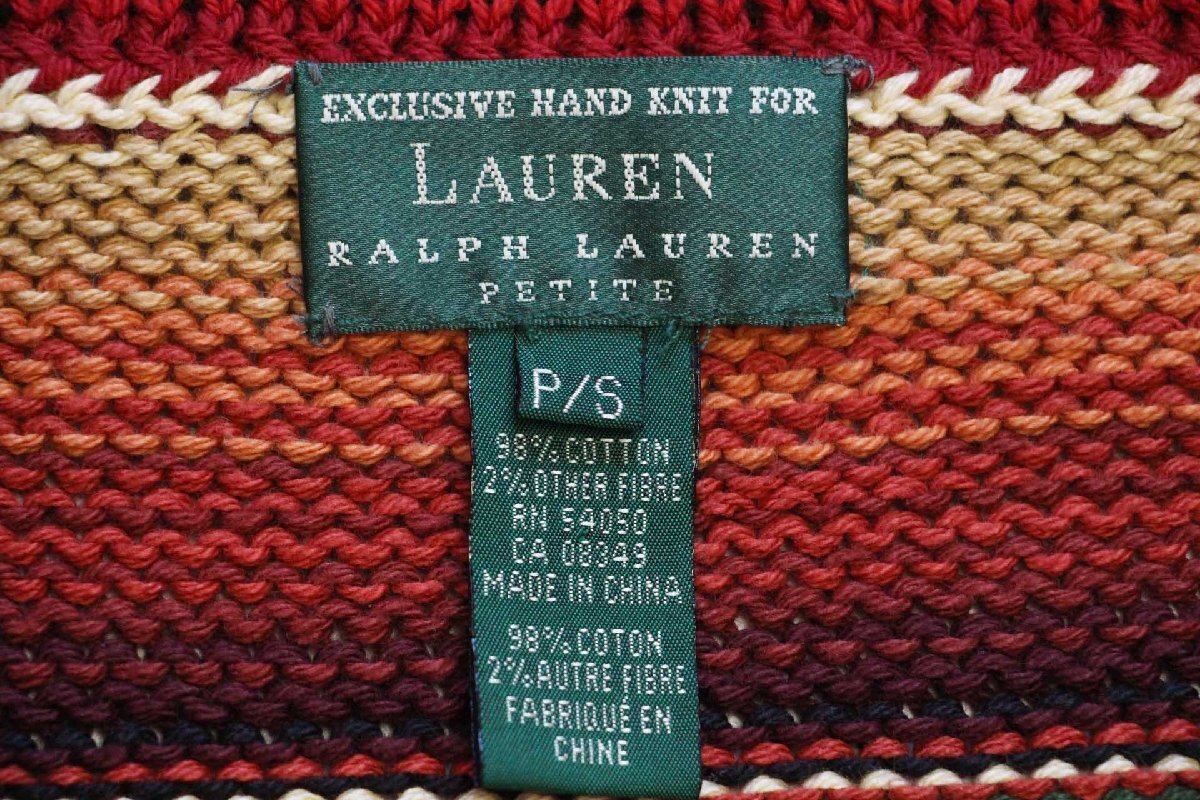 EXCLUSIVE HAND KNIT FOR
LAUREN
RALPH LAUREN
PETITE
P/S
98% COTTON
2% OTHER FIBRE
RN 54050
CA 08349
MADE IN CHINA
98% COTON
2% AUTRE FIBRE
FABRIQUÉ EN
CHINE